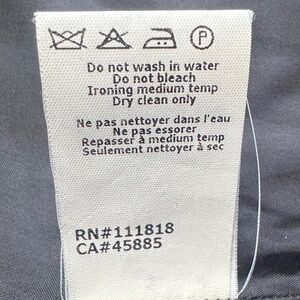 P
Do not wash in water
Do not bleach
Ironing medium temp
Dry clean only
Ne pas nettoyer dans l'eau
Ne pas essorer
Repasser à medium temp
Seulement nettoyer à sec
RN#111818
CA#45885